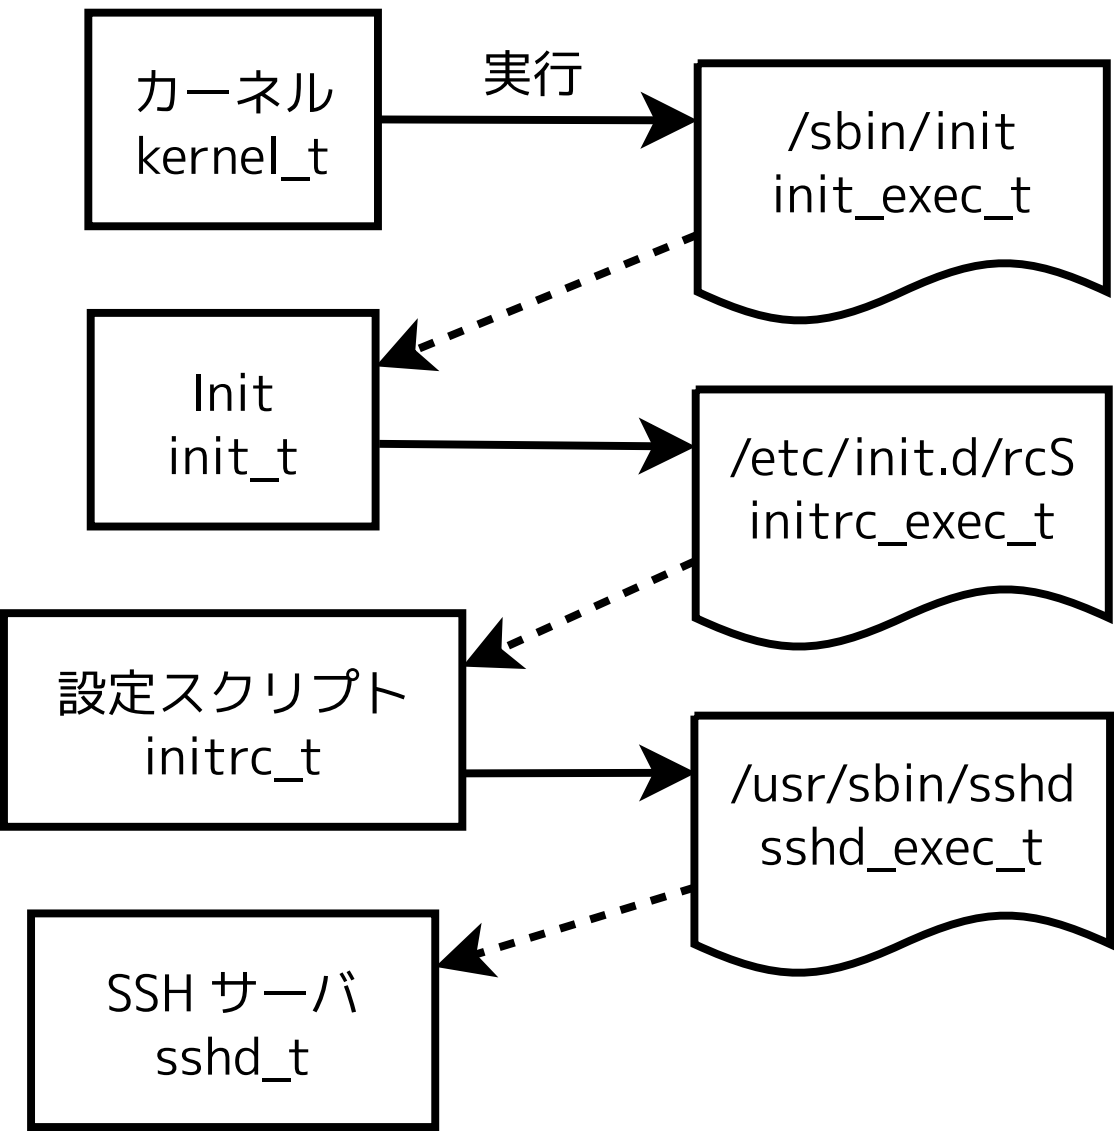 カーネル
kernel_t
実行
/sbin/init
init_exec_t
Init
init_t
/etc/init.d/rcS
initrc_exec_t
設定スクリプト
initrc_t
/usr/sbin/sshd
sshd_exec_t
SSH サーバ
sshd_t